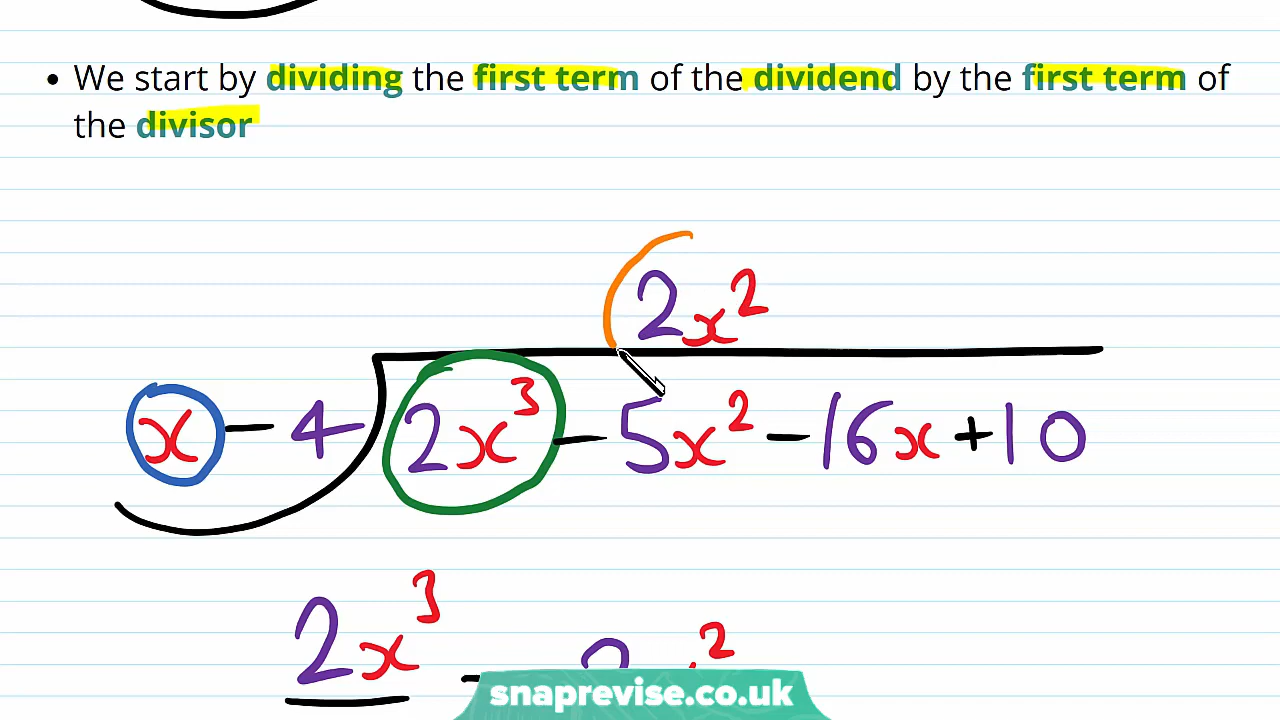 • We start by dividing the first term of the dividend by the first term of
the divisor
2x²
x - 4 2x³ - 5x² - 16x + 10
2x³ - 2x²
snaprevise.co.uk